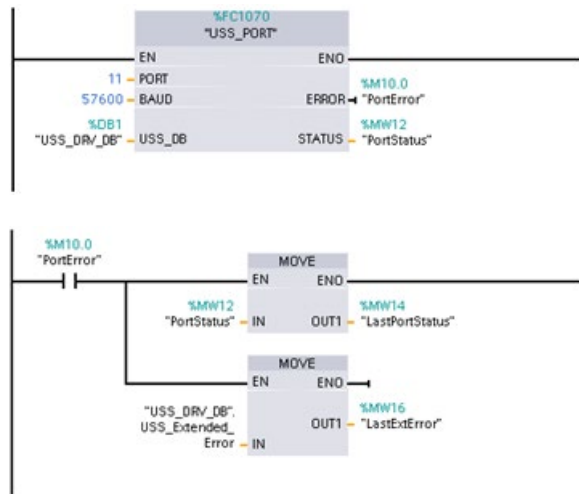 %FC1070
"USS_PORT"
EN ENO
11 PORT
%M10.0
57600 BAUD ERROR "PortError"
%DB1 %MW12
"USS_DRV_DB" USS_DB STATUS "PortStatus"
%M10.0
"PortError"
MOVE
EN ENO
%MW12 %MW14
"PortStatus" IN OUT1 "LastPortStatus"
MOVE
EN ENO
"USS_DRV_DB". %MW16
USS_Extended_ OUT1 "LastExtError"
Error IN